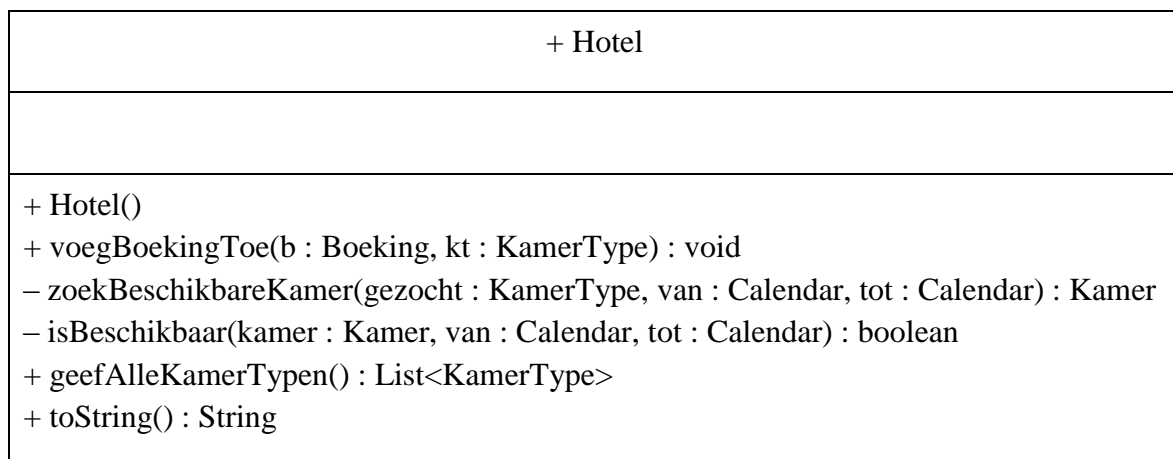 + Hotel
+ Hotel()
+ voegBoekingToe(b : Boeking, kt : KamerType) : void
– zoekBeschikbareKamer(gezocht : KamerType, van : Calendar, tot : Calendar) : Kamer
– isBeschikbaar(kamer : Kamer, van : Calendar, tot : Calendar) : boolean
+ geefAlleKamerTypen() : List<KamerType>
+ toString() : String